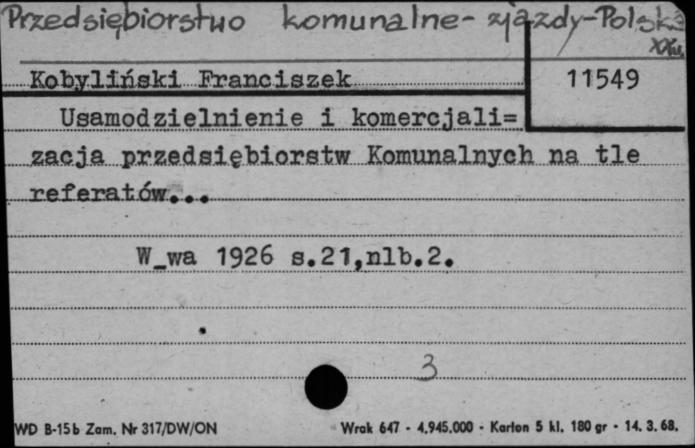 Przedsiębiorstwo komunalne - zjazdy - Polska
XXw.
Kobyliński Franciszek
11549
Usamodzielnienie i komercjali=
zacja przedsiębiorstw Komunalnych na tle
referatów...
W_wa 1926 s.21,nlb.2.
3
WD B-15b Zam. Nr 317/DW/ON
Wrak 647 - 4.945.000 - Karton 5 kl. 180 gr - 14. 3. 68.